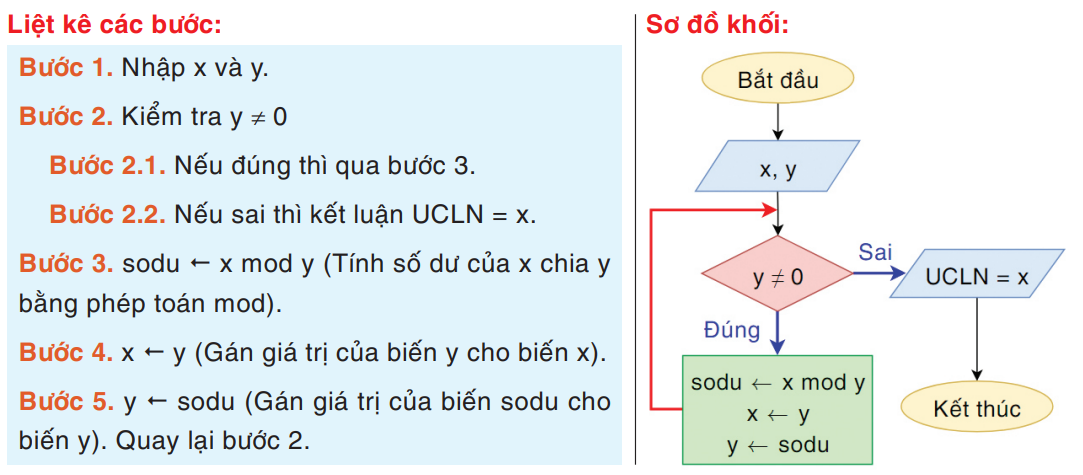 Liệt kê các bước:
Bước 1. Nhập x và y.
Bước 2. Kiểm tra y ≠ 0
Bước 2.1. Nếu đúng thì qua bước 3.
Bước 2.2. Nếu sai thì kết luận UCLN = x.
Bước 3. sodu ← x mod y (Tính số dư của x chia y
bằng phép toán mod).
Bước 4. x ← y (Gán giá trị của biến y cho biến x).
Bước 5. y ← sodu (Gán giá trị của biến sodu cho
biến y). Quay lại bước 2.
Sơ đồ khối:
Bắt đầu
x, y
y ≠ 0
Sai
UCLN = x
Đúng
sodu ← x mod y
x ← y
y ← sodu
Kết thúc